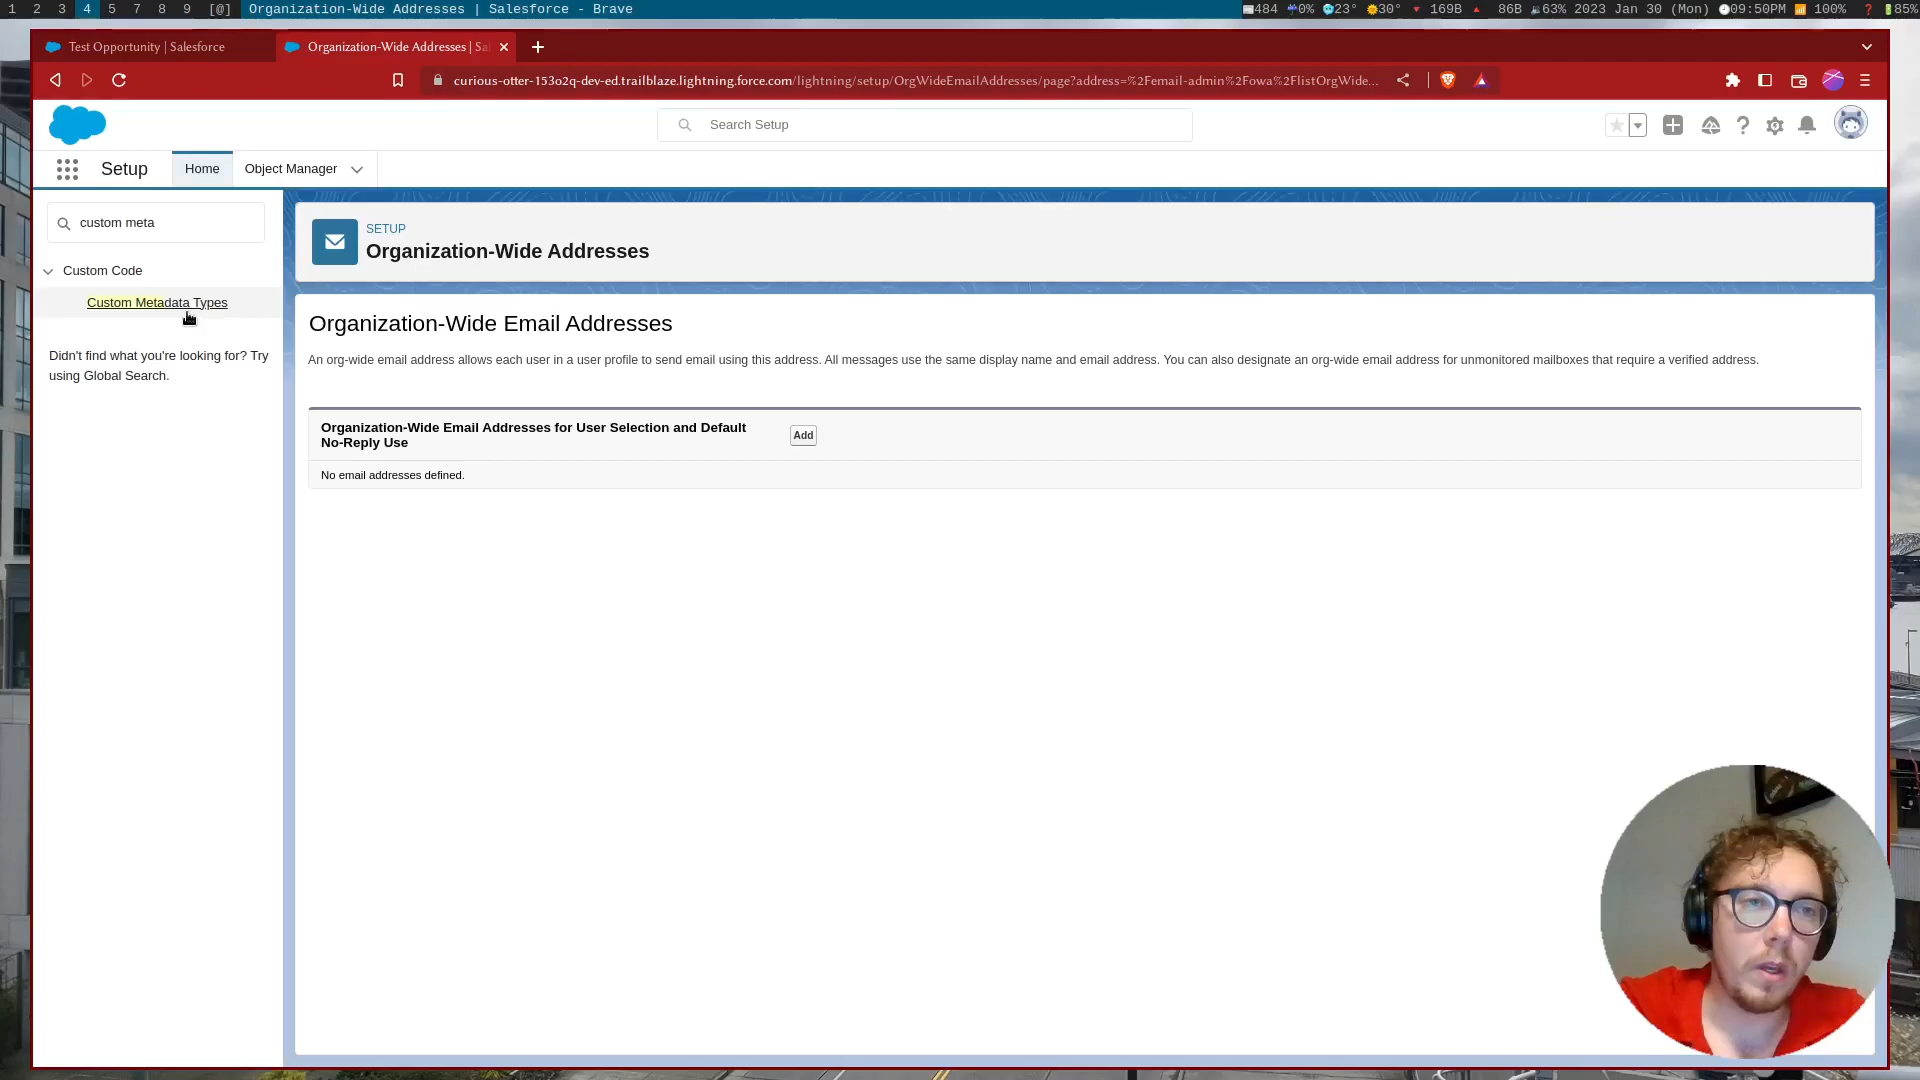 1 2 3 4 5 6 7 8 9 [@] Organization-Wide Addresses | Salesforce - Brave
484 0% 23° 30° 169B 86B 63% 2023 Jan 30 (Mon) 09:50PM 100% 85%
Test Opportunity | Salesforce
Organization-Wide Addresses | Sa
curious-otter-153o2q-dev-ed.trailblaze.lightning.force.com/lightning/setup/OrgWideEmailAddresses/page?address=%2Femail-admin%2Fowa%2FlistOrgWide...
Search Setup
Setup
Home
Object Manager
custom meta
Custom Code
Custom Metadata Types
Didn't find what you're looking for? Try
using Global Search.
SETUP
Organization-Wide Addresses
Organization-Wide Email Addresses
An org-wide email address allows each user in a user profile to send email using this address. All messages use the same display name and email address. You can also designate an org-wide email address for unmonitored mailboxes that require a verified address.
Organization-Wide Email Addresses for User Selection and Default
No-Reply Use
Add
No email addresses defined.